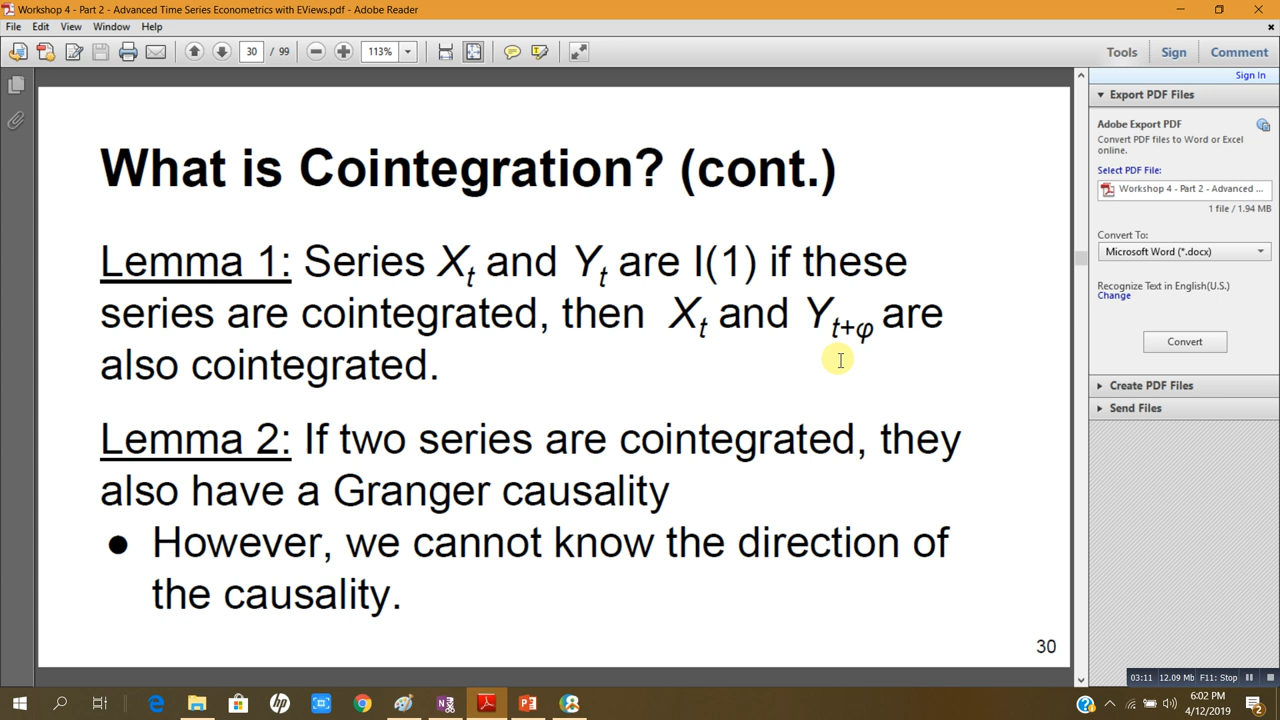 Workshop 4 - Part 2 - Advanced Time Series Econometrics with EViews.pdf - Adobe Reader
File Edit View Window Help
30 / 99 113% Tools Sign Comment
Sign In
Export PDF Files
Adobe Export PDF
Convert PDF files to Word or Excel
online.
Select PDF File:
Workshop 4 - Part 2 - Advanced ...
1 file / 1.94 MB
Convert To:
Microsoft Word (*.docx)
Recognize Text in English(U.S.)
Change
Convert
Create PDF Files
Send Files
What is Cointegration? (cont.)
Lemma 1: Series Xt and Yt are I(1) if these
series are cointegrated, then Xt and Yt+φ are
also cointegrated.
Lemma 2: If two series are cointegrated, they
also have a Granger causality
● However, we cannot know the direction of
the causality.
30
03:11 12.09 Mb F11: Stop
6:02 PM
4/12/2019
2